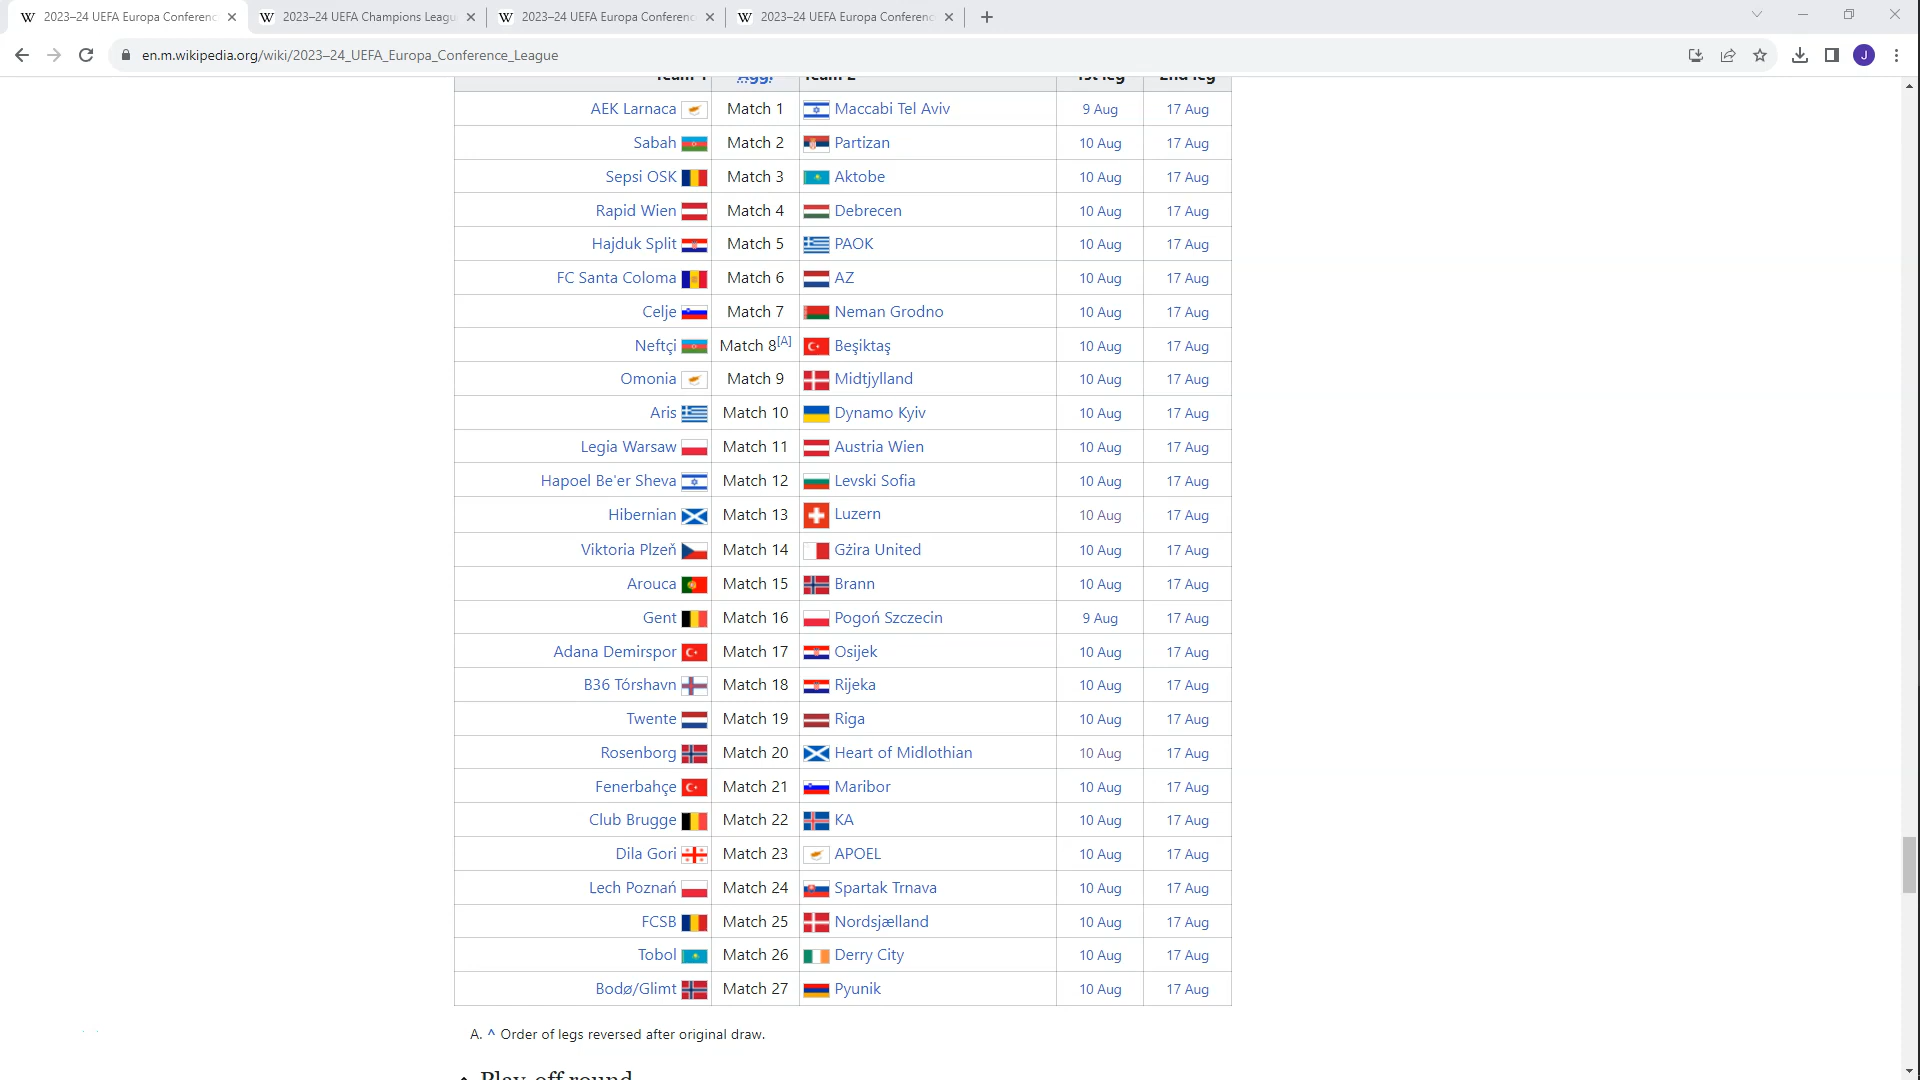 2023–24 UEFA Europa Conferenc
2023–24 UEFA Champions Leagu
2023–24 UEFA Europa Conferenc
2023–24 UEFA Europa Conferenc
en.m.wikipedia.org/wiki/2023–24_UEFA_Europa_Conference_League
J
Team 1 Agg. Team 2 1st leg 2nd leg
AEK Larnaca Match 1 Maccabi Tel Aviv 9 Aug 17 Aug
Sabah Match 2 Partizan 10 Aug 17 Aug
Sepsi OSK Match 3 Aktobe 10 Aug 17 Aug
Rapid Wien Match 4 Debrecen 10 Aug 17 Aug
Hajduk Split Match 5 PAOK 10 Aug 17 Aug
FC Santa Coloma Match 6 AZ 10 Aug 17 Aug
Celje Match 7 Neman Grodno 10 Aug 17 Aug
Neftçi Match 8[A] Beşiktaş 10 Aug 17 Aug
Omonia Match 9 Midtjylland 10 Aug 17 Aug
Aris Match 10 Dynamo Kyiv 10 Aug 17 Aug
Legia Warsaw Match 11 Austria Wien 10 Aug 17 Aug
Hapoel Be'er Sheva Match 12 Levski Sofia 10 Aug 17 Aug
Hibernian Match 13 Luzern 10 Aug 17 Aug
Viktoria Plzeň Match 14 Gżira United 10 Aug 17 Aug
Arouca Match 15 Brann 10 Aug 17 Aug
Gent Match 16 Pogoń Szczecin 9 Aug 17 Aug
Adana Demirspor Match 17 Osijek 10 Aug 17 Aug
B36 Tórshavn Match 18 Rijeka 10 Aug 17 Aug
Twente Match 19 Riga 10 Aug 17 Aug
Rosenborg Match 20 Heart of Midlothian 10 Aug 17 Aug
Fenerbahçe Match 21 Maribor 10 Aug 17 Aug
Club Brugge Match 22 KA 10 Aug 17 Aug
Dila Gori Match 23 APOEL 10 Aug 17 Aug
Lech Poznań Match 24 Spartak Trnava 10 Aug 17 Aug
FCSB Match 25 Nordsjælland 10 Aug 17 Aug
Tobol Match 26 Derry City 10 Aug 17 Aug
Bodø/Glimt Match 27 Pyunik 10 Aug 17 Aug
A. ^ Order of legs reversed after original draw.
Play-off round